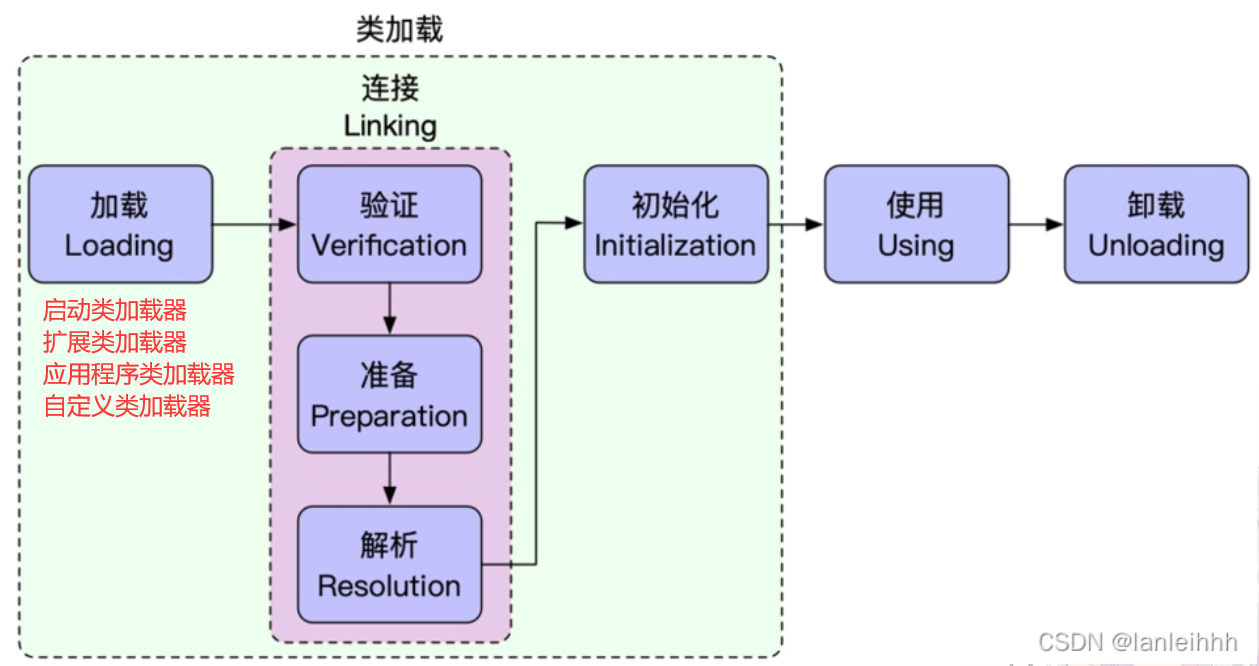 类加载
连接
Linking
加载
Loading
启动类加载器
扩展类加载器
应用程序类加载器
自定义类加载器
验证
Verification
准备
Preparation
解析
Resolution
初始化
Initialization
使用
Using
卸载
Unloading
CSDN @lanleihhh